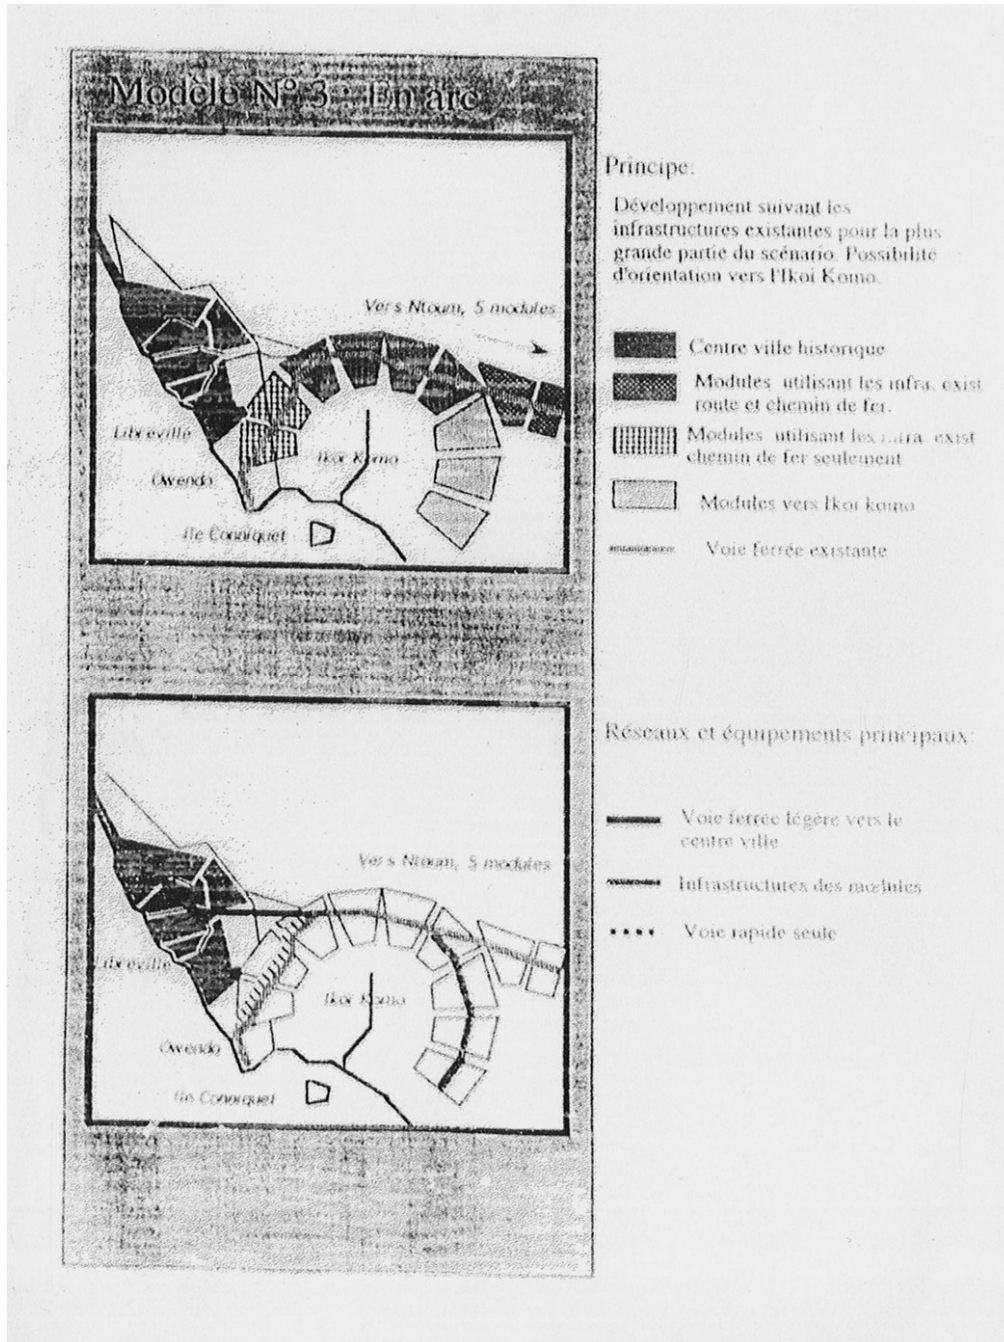 Modèle N° 3 : En arc
Vers Ntoum, 5 modules
Libreville
Owendo
Ikoi Komo
Ile Coniquet
Principe:
Développement suivant les
infrastructures existantes pour la plus
grande partie du scénario. Possibilité
d'orientation vers l'Ikoi Komo.
Centre ville historique
Modules utilisant les infra. exist
route et chemin de fer.
Modules utilisant les infra. exist
chemin de fer seulement
Modules vers Ikoi komo
Voie ferrée existante
Vers Ntoum, 5 modules
Libreville
Ikoi Komo
Owendo
Ile Coniquet
Réseaux et équipements principaux:
Voie ferrée légère vers le
centre ville
Infrastructures des modules
Voie rapide seule